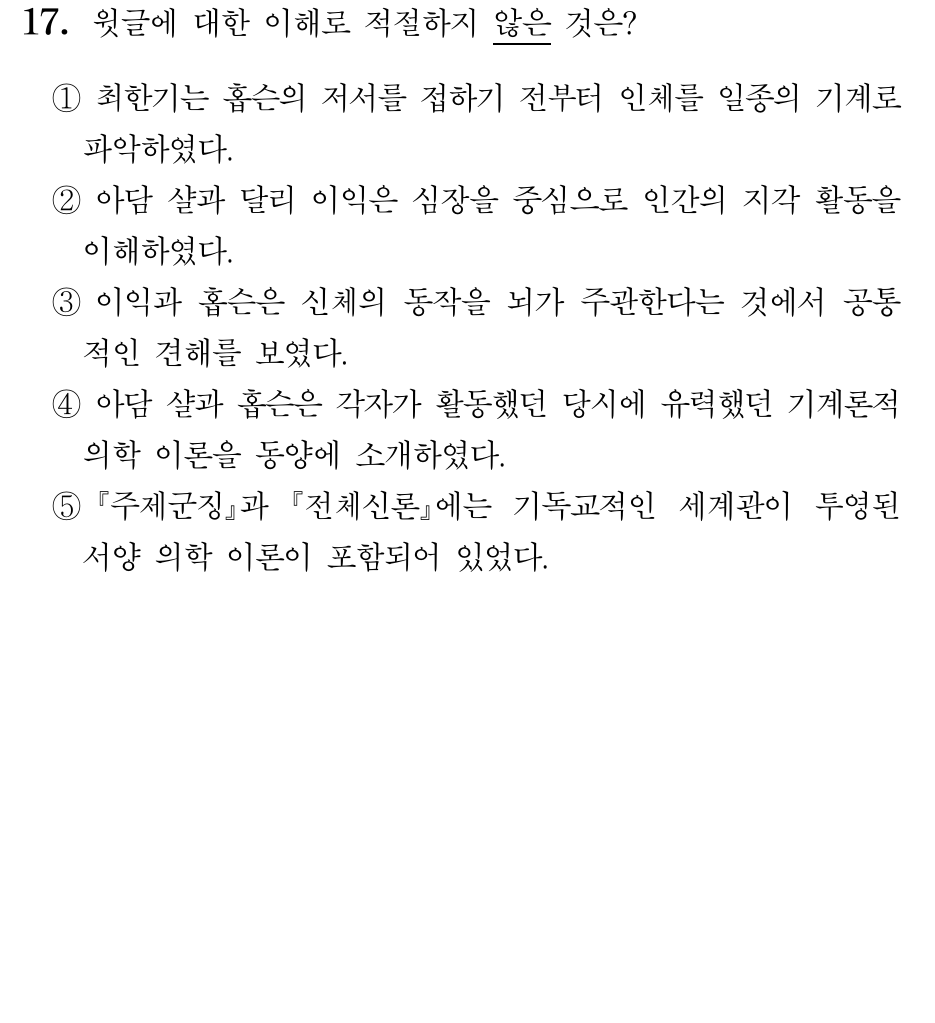 17. 윗글에 대한 이해로 적절하지 않은 것은?
① 최한기는 홉슨의 저서를 접하기 전부터 인체를 일종의 기계로
파악하였다.
② 아담 샬과 달리 이익은 심장을 중심으로 인간의 지각 활동을
이해하였다.
③ 이익과 홉슨은 신체의 동작을 뇌가 주관한다는 것에서 공통
적인 견해를 보였다.
④ 아담 샬과 홉슨은 각자가 활동했던 당시에 유력했던 기계론적
의학 이론을 동양에 소개하였다.
⑤ 『주제군징』과 『전체신론』에는 기독교적인 세계관이 투영된
서양 의학 이론이 포함되어 있었다.